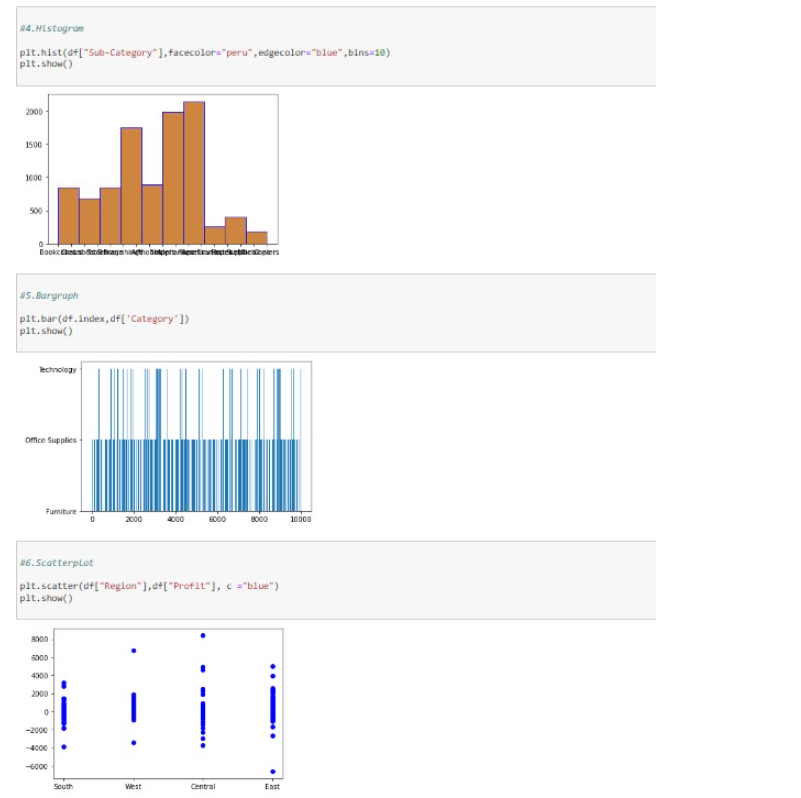 #4.Histogram
plt.hist(df["Sub-Category"],facecolor="peru",edgecolor="blue",bins=10)
plt.show()
2000
1500
1000
500
0
#5.Bargraph
plt.bar(df.index,df['Category'])
plt.show()
Technology
Office Supplies
Furniture
0 2000 4000 6000 8000 10000
#6.Scatterplot
plt.scatter(df["Region"],df["Profit"], c ="blue")
plt.show()
8000
6000
4000
2000
0
−2000
−4000
−6000
South West Central East